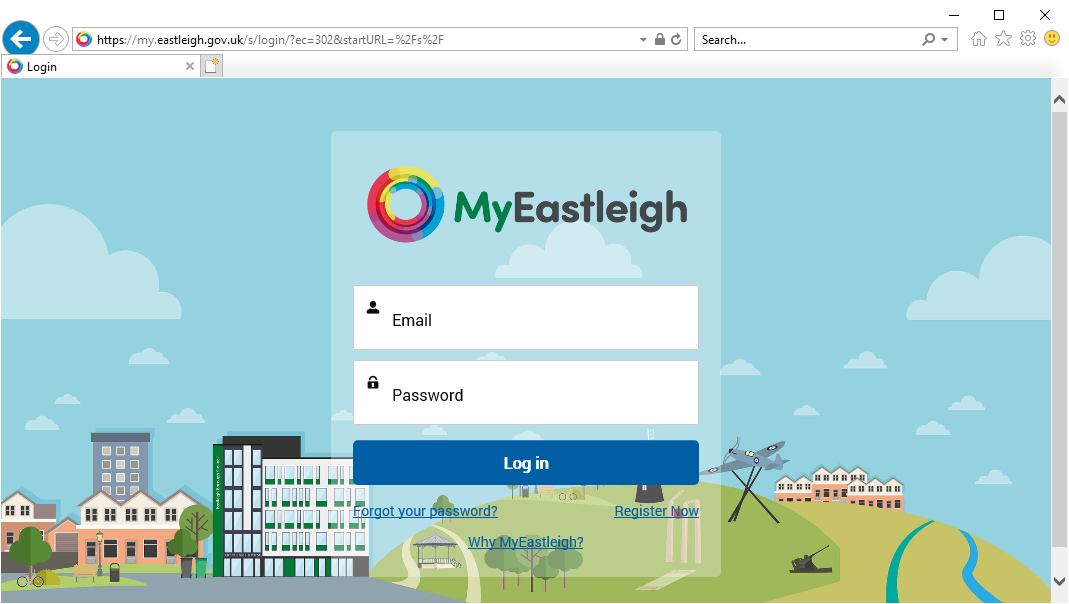 https://my.eastleigh.gov.uk/s/login/?ec=302&startURL=%2Fs%2F
Search...
Login
MyEastleigh
Email
Password
Log in
Forgot your password?
Register Now
Why MyEastleigh?